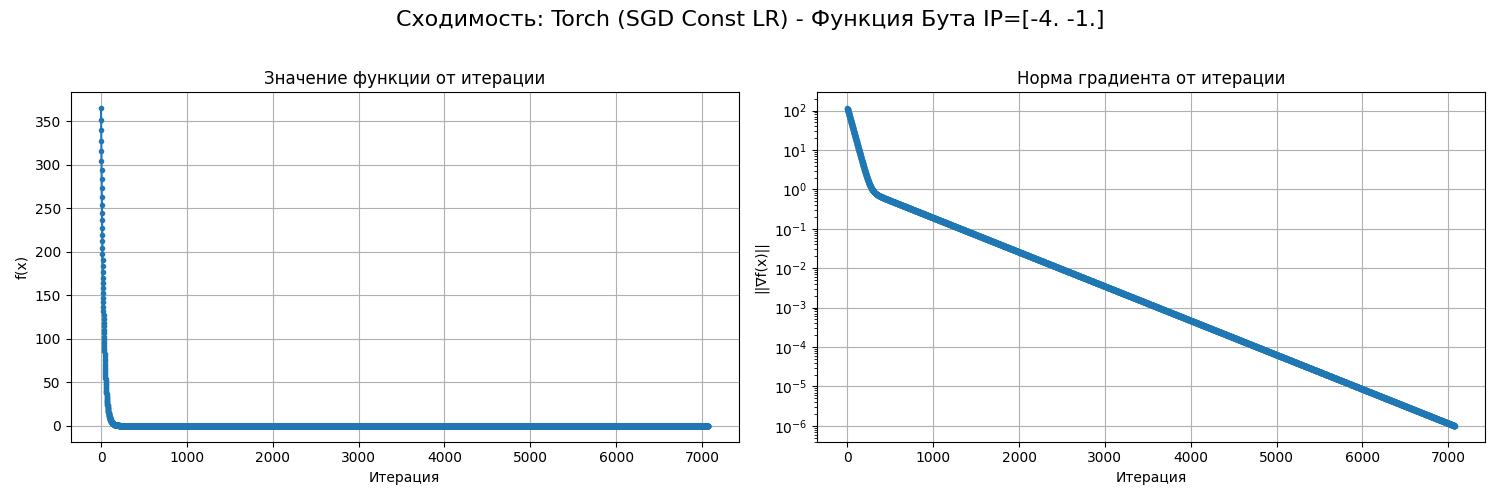 Сходимость: Torch (SGD Const LR) - Функция Бута IP=[-4. -1.]
Значение функции от итерации
f(x)
350
300
250
200
150
100
50
0
0 1000 2000 3000 4000 5000 6000 7000
Итерация
Норма градиента от итерации
||∇f(x)||
10²
10¹
10⁰
10⁻¹
10⁻²
10⁻³
10⁻⁴
10⁻⁵
10⁻⁶
0 1000 2000 3000 4000 5000 6000 7000
Итерация